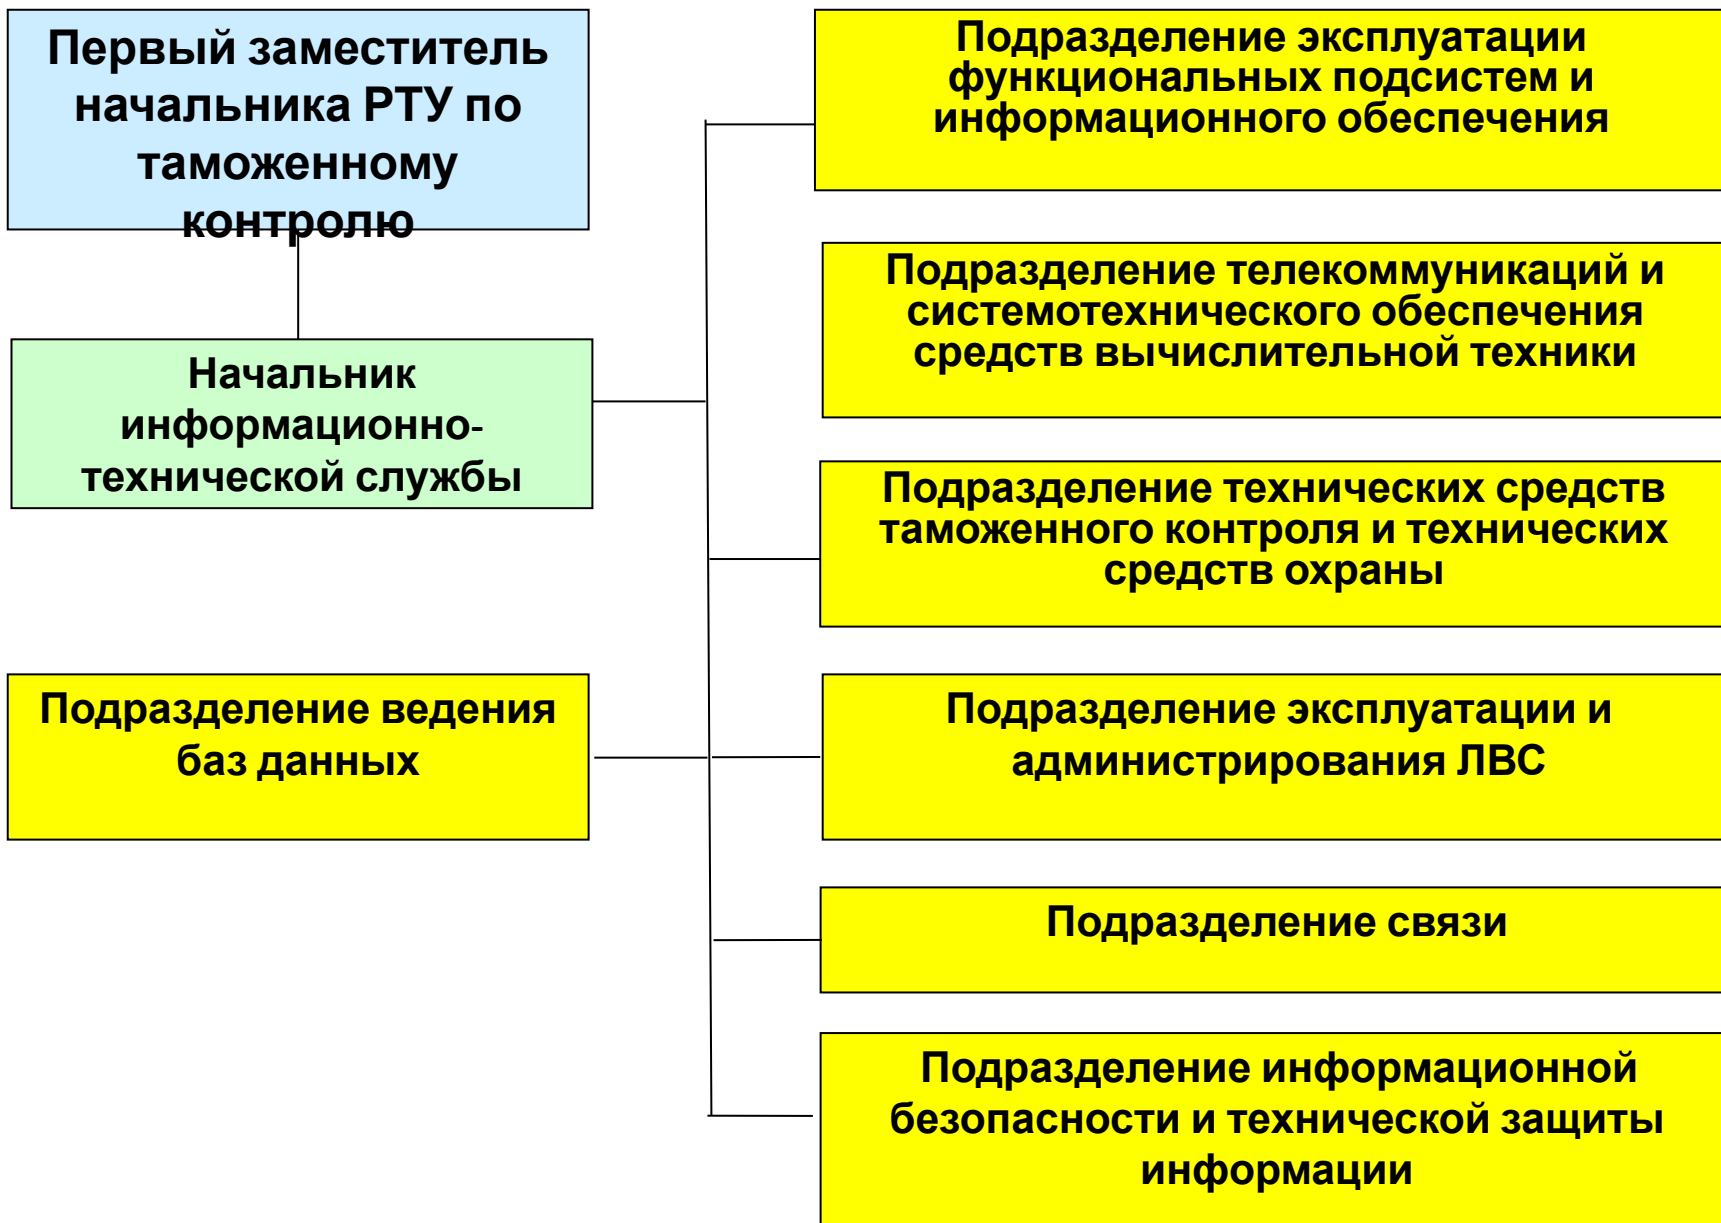 Первый заместитель
начальника РТУ по
таможенному
контролю
Начальник
информационно-
технической службы
Подразделение ведения
баз данных
Подразделение эксплуатации
функциональных подсистем и
информационного обеспечения
Подразделение телекоммуникаций и
системотехнического обеспечения
средств вычислительной техники
Подразделение технических средств
таможенного контроля и технических
средств охраны
Подразделение эксплуатации и
администрирования ЛВС
Подразделение связи
Подразделение информационной
безопасности и технической защиты
информации